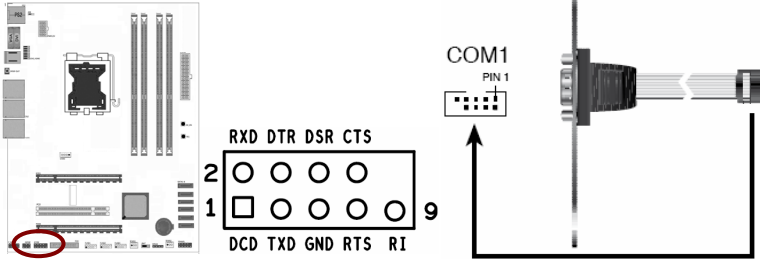 PS2
RXD DTR DSR CTS
2
1
9
DCD TXD GND RTS RI
COM1
PIN 1